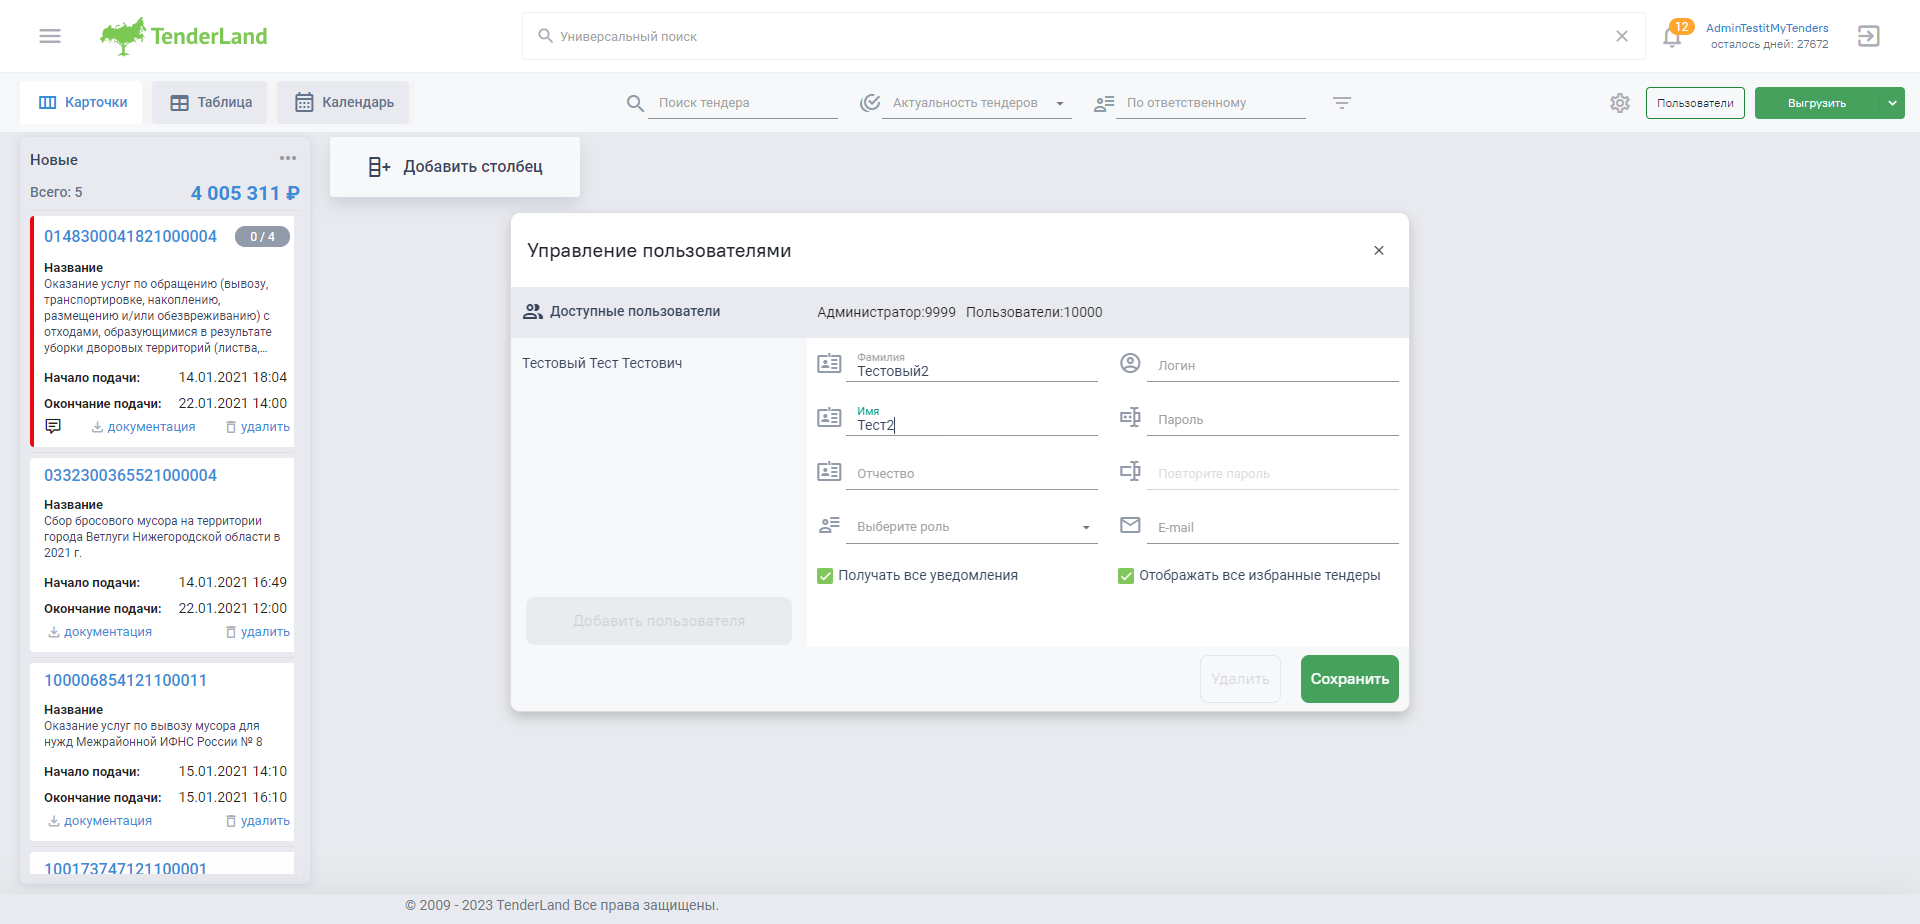 TenderLand
Универсальный поиск
12
AdminTestitMyTenders
осталось дней: 27672
Карточки
Таблица
Календарь
Поиск тендера
Актуальность тендеров
По ответственному
Пользователи
Выгрузить
Новые
Всего: 5
4 005 311 ₽
0148300041821000004
0 / 4
Название
Оказание услуг по обращению (вывозу,
транспортировке, накоплению,
размещению и/или обезвреживанию) с
отходами, образующимися в результате
уборки дворовых территорий (листва,...
Начало подачи: 14.01.2021 18:04
Окончание подачи: 22.01.2021 14:00
документация
удалить
0332300365521000004
Название
Сбор бросового мусора на территории
города Ветлуги Нижегородской области в
2021 г.
Начало подачи: 14.01.2021 16:49
Окончание подачи: 22.01.2021 12:00
документация
удалить
100006854121100011
Название
Оказание услуг по вывозу мусора для
нужд Межрайонной ИФНС России № 8
Начало подачи: 15.01.2021 14:10
Окончание подачи: 15.01.2021 16:10
документация
удалить
100173747121100001
Добавить столбец
Управление пользователями
Доступные пользователи
Администратор:9999 Пользователи:10000
Тестовый Тест Тестович
Фамилия
Тестовый2
Логин
Имя
Тест2
Пароль
Отчество
Повторите пароль
Выберите роль
E-mail
Получать все уведомления
Отображать все избранные тендеры
Добавить пользователя
Удалить
Сохранить
© 2009 - 2023 TenderLand Все права защищены.